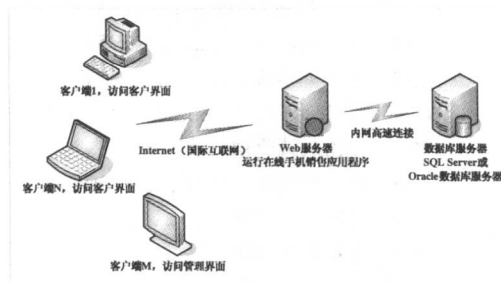 客户端1，访问客户界面
Internet（国际互联网）
Web服务器
运行在线手机销售应用程序
内网高速连接
数据库服务器
SQL Server或
Oracle数据库服务器
客户端N，访问客户界面
客户端M，访问管理界面